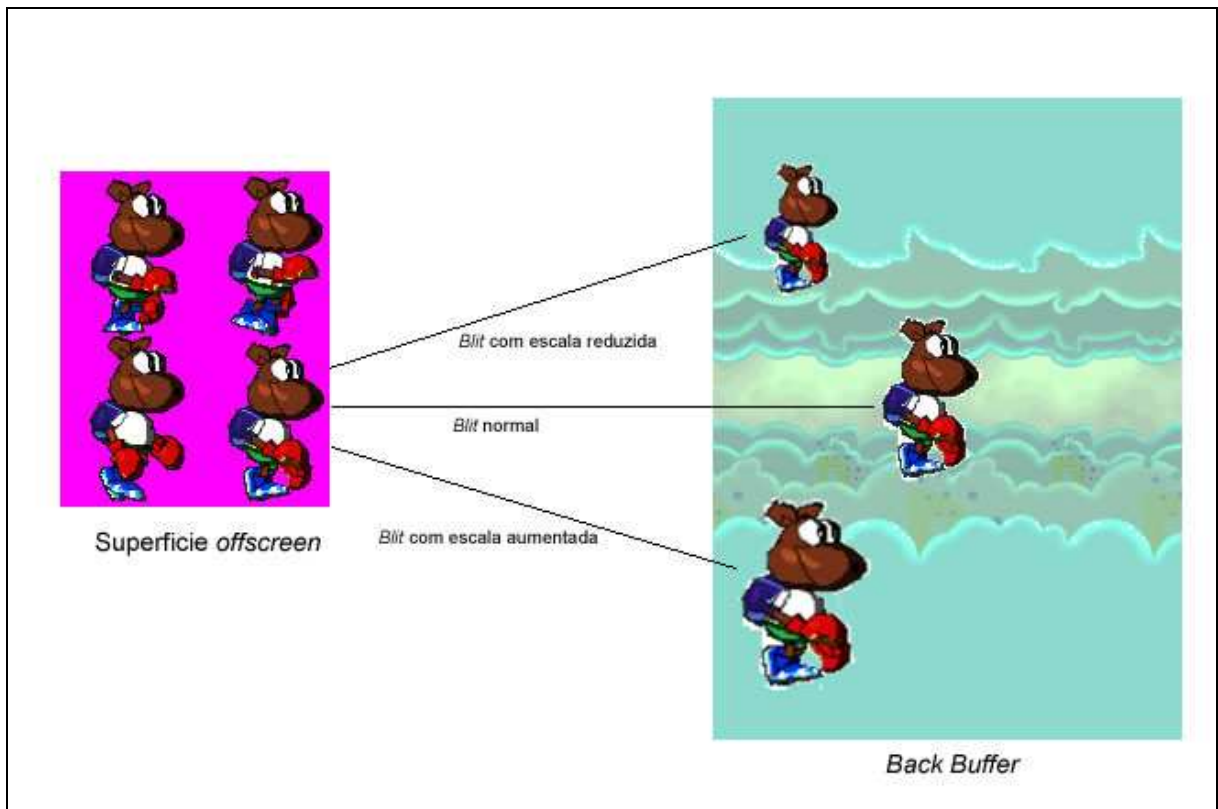 Blit com escala reduzida
Blit normal
Blit com escala aumentada
Superficie offscreen
Back Buffer